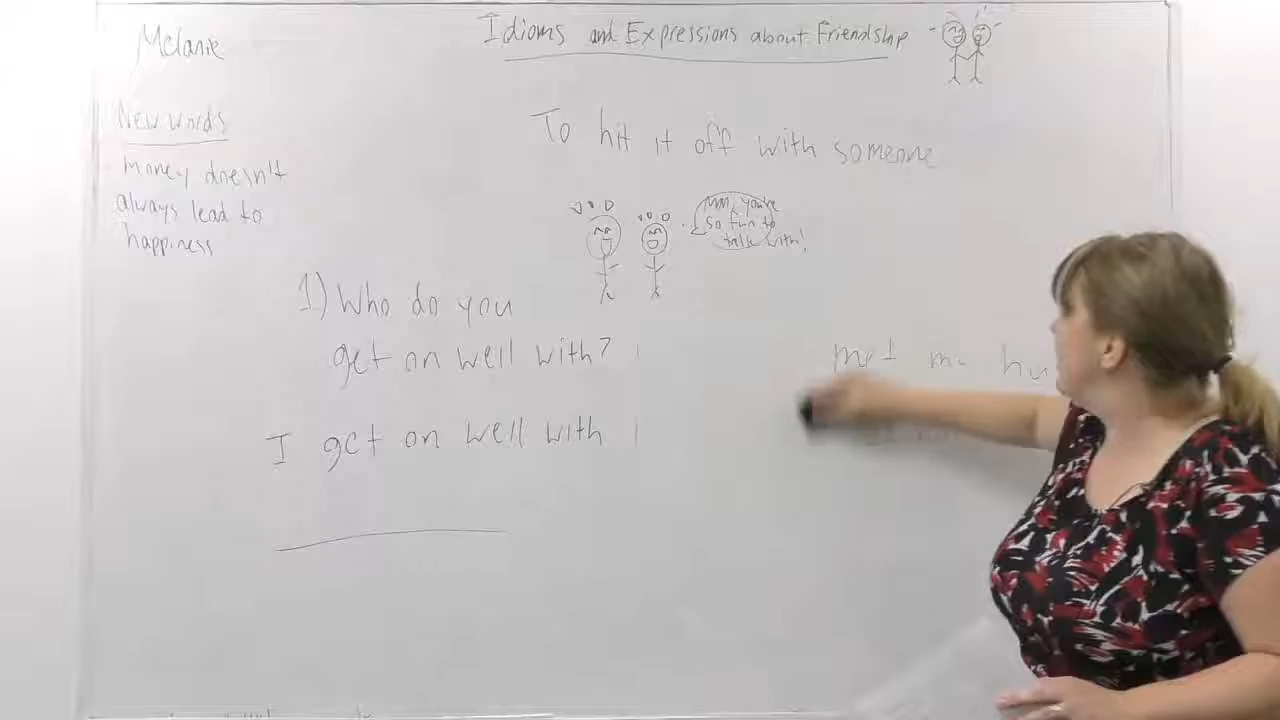 Melanie
Idioms and Expressions about Friendship
New words
money doesn't
always lead to
happiness
To hit it off with someone
you're
so fun to
talk with!
1) Who do you
get on well with?
I get on well with